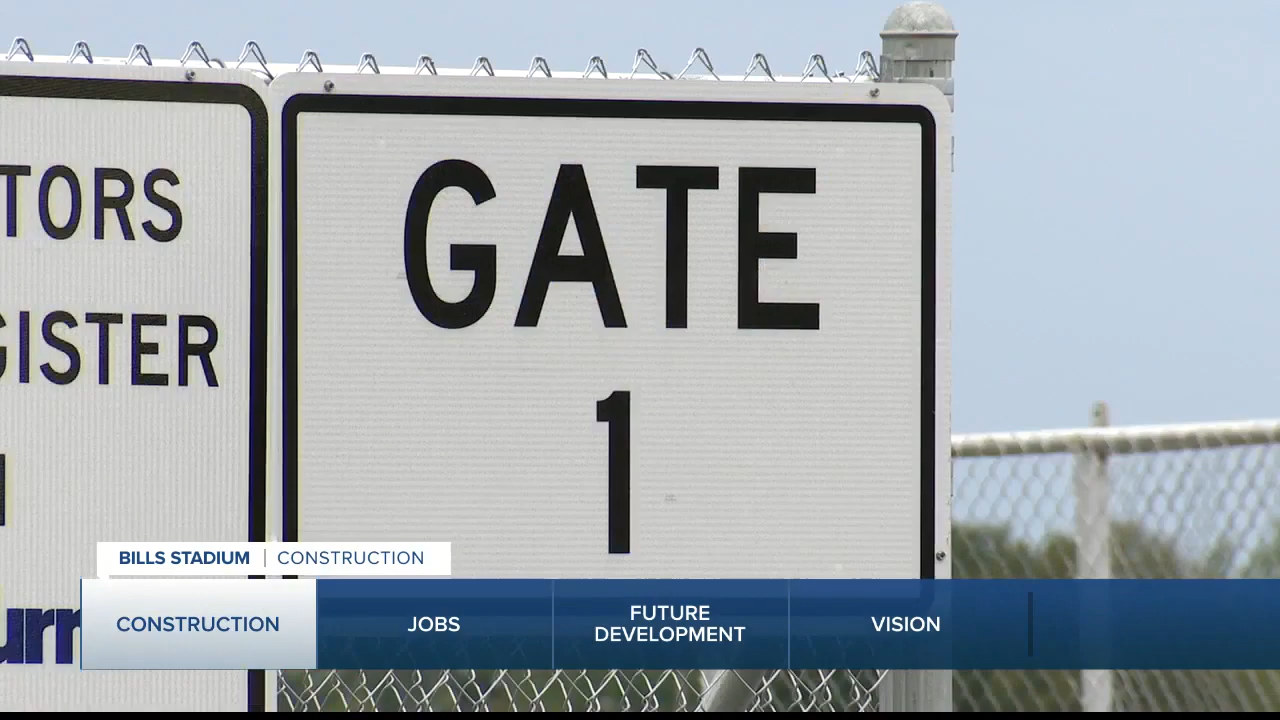 TORS
GISTER
GATE
1
BILLS STADIUM | CONSTRUCTION
CONSTRUCTION
JOBS
FUTURE
DEVELOPMENT
VISION